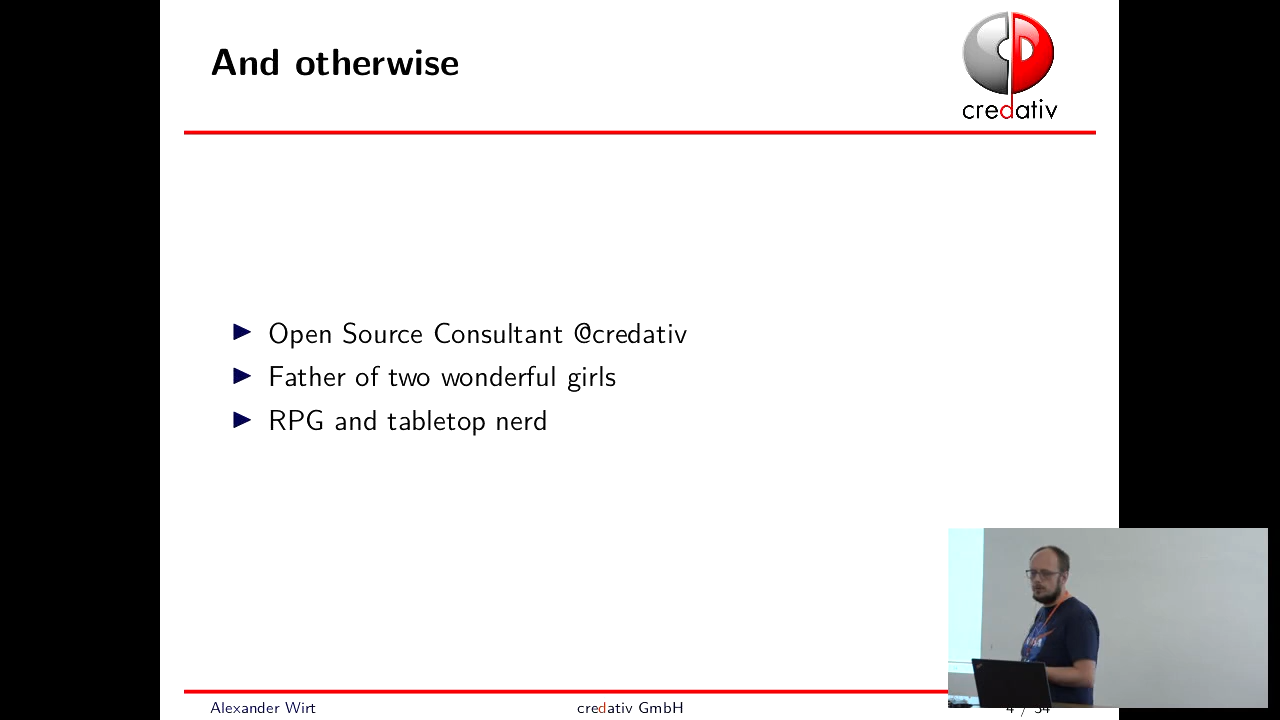 And otherwise
credativ
Open Source Consultant @credativ
Father of two wonderful girls
RPG and tabletop nerd
Alexander Wirt
credativ GmbH
4 / 34